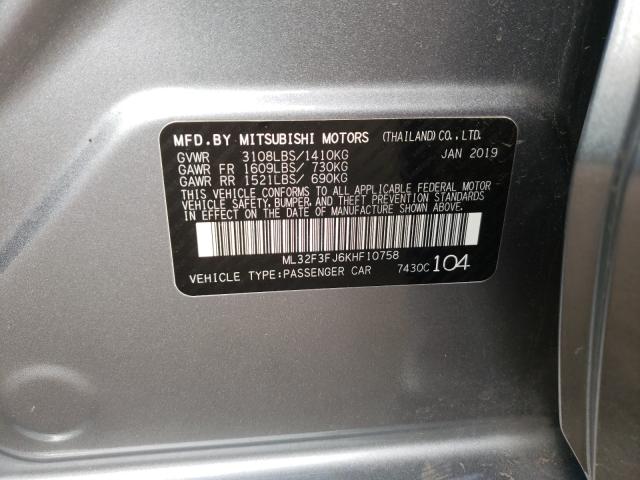 MFD.BY MITSUBISHI MOTORS (THAILAND)CO.,LTD.
GVWR 3108LBS/1410KG JAN 2019
GAWR FR 1609LBS/ 730KG
GAWR RR 1521LBS/ 690KG
THIS VEHICLE CONFORMS TO ALL APPLICABLE FEDERAL MOTOR
VEHICLE SAFETY, BUMPER, AND THEFT PREVENTION STANDARDS
IN EFFECT ON THE DATE OF MANUFACTURE SHOWN ABOVE.
ML32F3FJ6KHF10758
VEHICLE TYPE:PASSENGER CAR 7430C 104